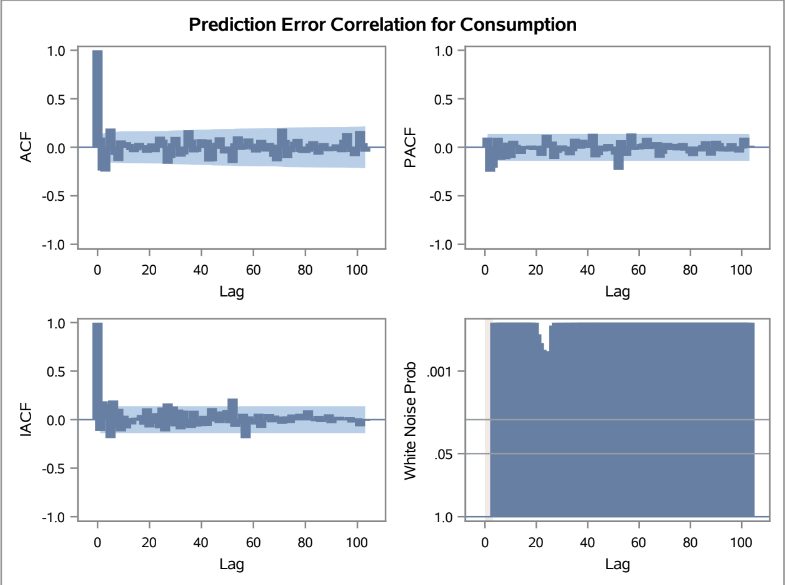 Prediction Error Correlation for Consumption
ACF
1.0
0.5
0.0
-0.5
-1.0
0 20 40 60 80 100
Lag
PACF
1.0
0.5
0.0
-0.5
-1.0
0 20 40 60 80 100
Lag
IACF
1.0
0.5
0.0
-0.5
-1.0
0 20 40 60 80 100
Lag
White Noise Prob
.001
.05
1.0
0 20 40 60 80 100
Lag